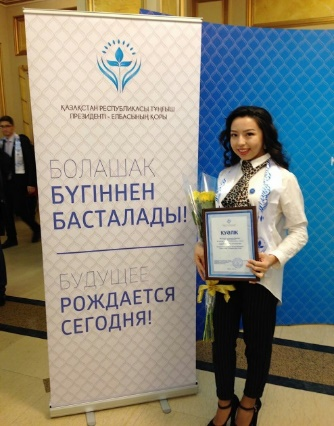 ҚАЗАҚСТАН РЕСПУБЛИКАСЫ ТҰҢҒЫШ
ПРЕЗИДЕНТІ - ЕЛБАСЫНЫҢ ҚОРЫ
БОЛАШАҚ
БҮГІННЕН
БАСТАЛАДЫ!
БУДУЩЕЕ
РОЖДАЕТСЯ
СЕГОДНЯ!
КУӘЛІК